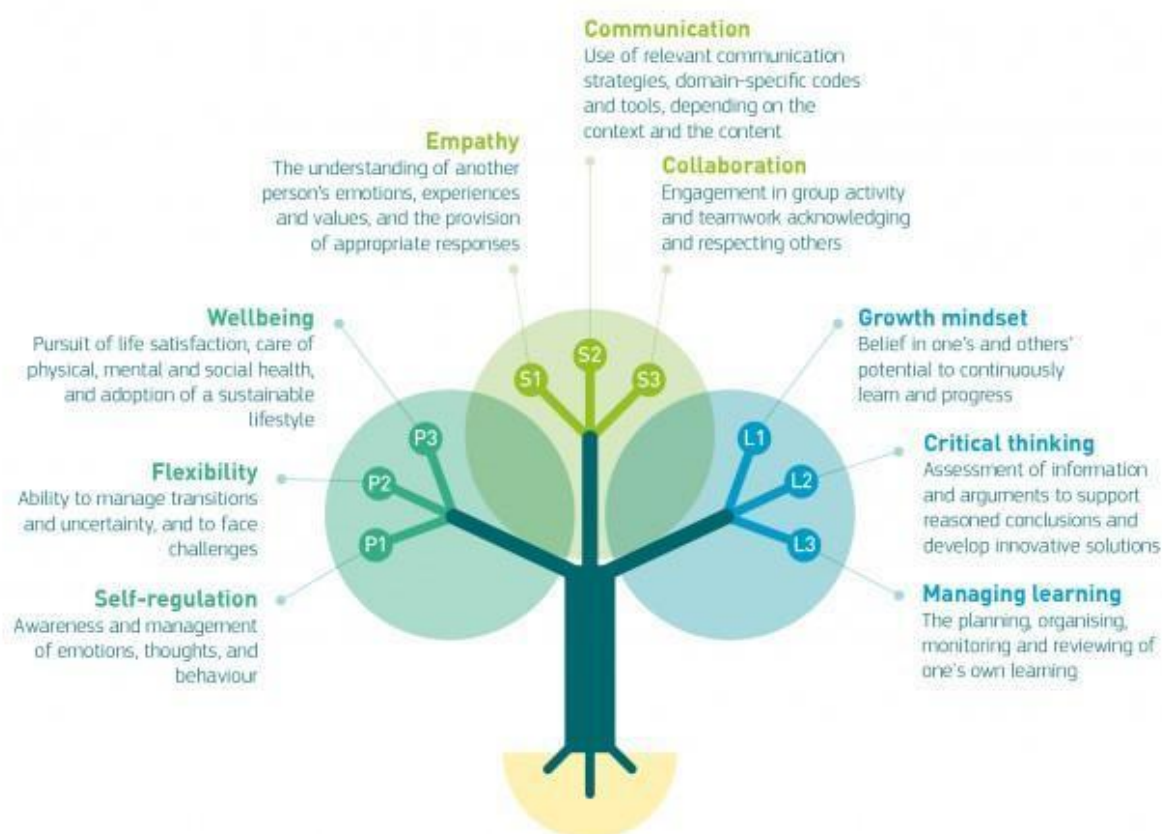 Communication
Use of relevant communication
strategies, domain-specific codes
and tools, depending on the
context and the content
Empathy
The understanding of another
person's emotions, experiences
and values, and the provision
of appropriate responses
Collaboration
Engagement in group activity
and teamwork acknowledging
and respecting others
Wellbeing
Pursuit of life satisfaction, care of
physical, mental and social health,
and adoption of a sustainable
lifestyle
Flexibility
Ability to manage transitions
and uncertainty, and to face
challenges
Self-regulation
Awareness and management
of emotions, thoughts, and
behaviour
P3
P2
P1
S1
S2
S3
L1
L2
L3
Growth mindset
Belief in one's and others'
potential to continuously
learn and progress
Critical thinking
Assessment of information
and arguments to support
reasoned conclusions and
develop innovative solutions
Managing learning
The planning, organising,
monitoring and reviewing of
one's own learning